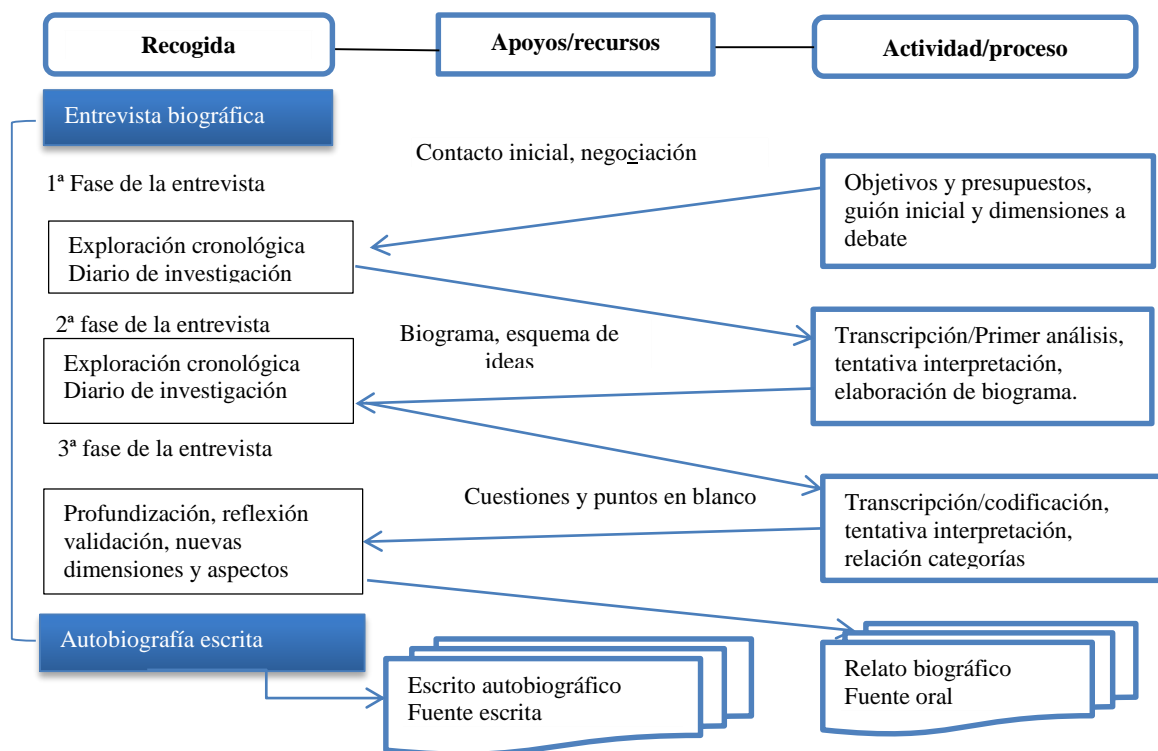 Recogida
Apoyos/recursos
Actividad/proceso
Entrevista biográfica
Contacto inicial, negociación
1ª Fase de la entrevista
Objetivos y presupuestos,
guión inicial y dimensiones a
debate
Exploración cronológica
Diario de investigación
2ª fase de la entrevista
Biograma, esquema de
ideas
Transcripción/Primer análisis,
tentativa interpretación,
elaboración de biograma.
Exploración cronológica
Diario de investigación
3ª fase de la entrevista
Cuestiones y puntos en blanco
Transcripción/codificación,
tentativa interpretación,
relación categorías
Profundización, reflexión
validación, nuevas
dimensiones y aspectos
Autobiografía escrita
Escrito autobiográfico
Fuente escrita
Relato biográfico
Fuente oral